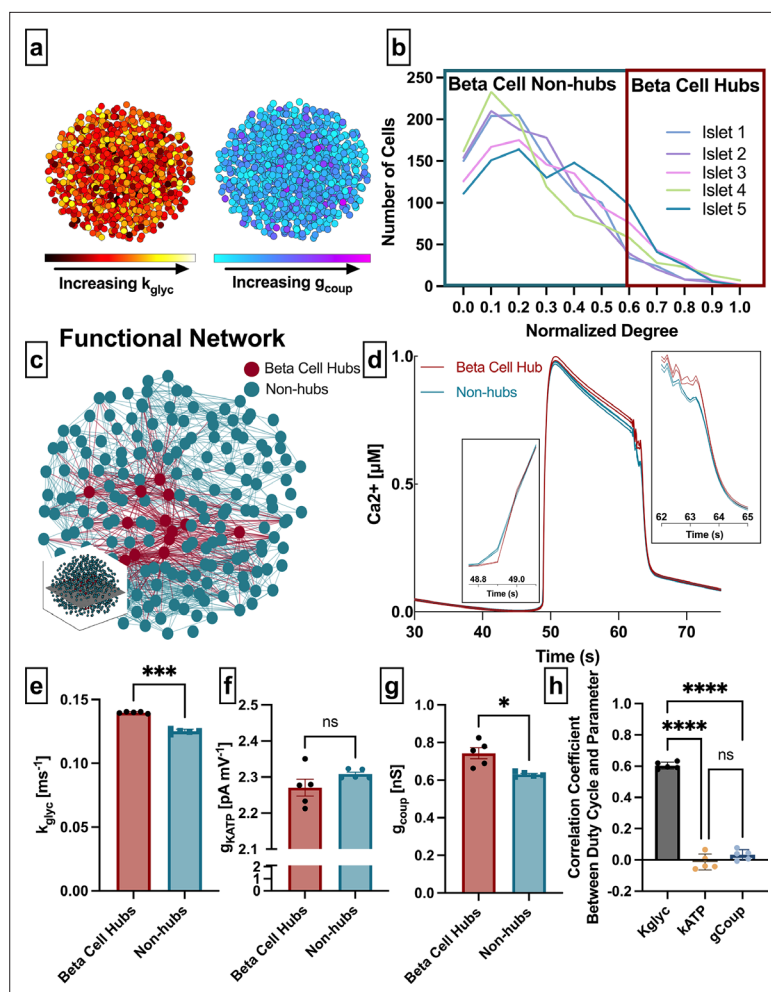 a
Increasing kglyc
Increasing gcoup
b
Beta Cell Non-hubs
Beta Cell Hubs
Islet 1
Islet 2
Islet 3
Islet 4
Islet 5
Number of Cells
250
200
150
100
50
0
0.0 0.1 0.2 0.3 0.4 0.5 0.6 0.7 0.8 0.9 1.0
Normalized Degree
Functional Network
c
Beta Cell Hubs
Non-hubs
d
Beta Cell Hub
Non-hubs
Ca2+ [µM]
1.0
0.5
0.0
30 40 50 60 70
Time (s)
48.8 49.0
Time (s)
62 63 64 65
Time (s)
e
***
kglyc [ms-1]
0.15
0.10
0.05
0.00
Beta Cell Hubs
Non-hubs
f
ns
gKATP [pA mV-1]
2.5
2.4
2.3
2.2
2.1
2
1
0
Beta Cell Hubs
Non-hubs
g
*
gcoup [nS]
1.0
0.8
0.6
0.4
0.2
0.0
Beta Cell Hubs
Non-hubs
h
****
****
ns
Correlation Coefficient
Between Duty Cycle and Parameter
1.0
0.8
0.6
0.4
0.2
0.0
-0.2
Kglyc
kATP
gCoup